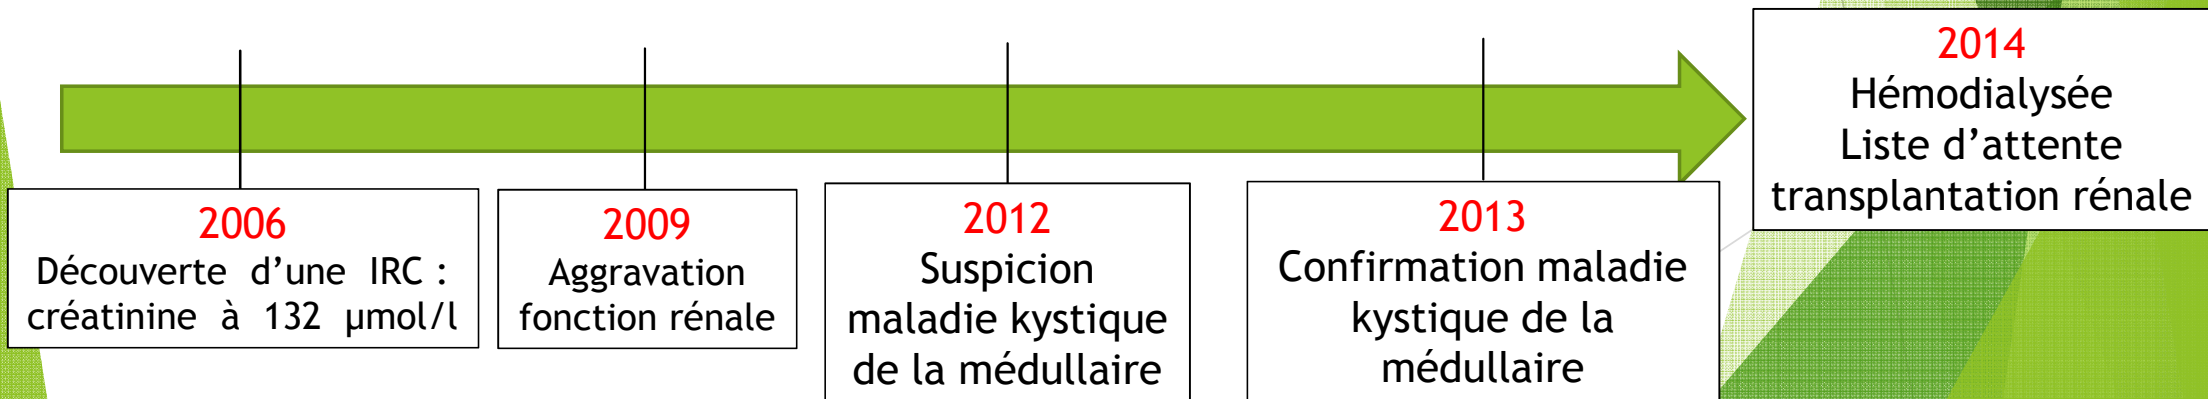 2006
Découverte d'une IRC :
créatinine à 132 µmol/l
2009
Aggravation
fonction rénale
2012
Suspicion
maladie kystique
de la médullaire
2013
Confirmation maladie
kystique de la
médullaire
2014
Hémodialysée
Liste d'attente
transplantation rénale